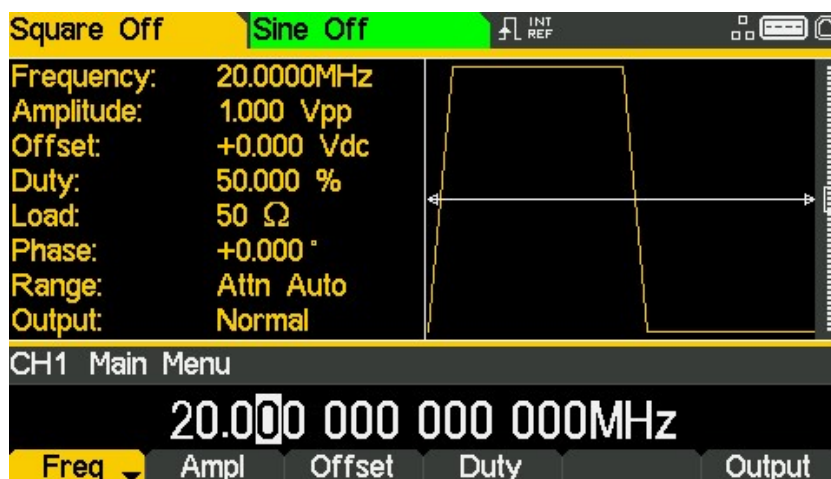 Square Off Sine Off INT REF
Frequency: 20.0000MHz
Amplitude: 1.000 Vpp
Offset: +0.000 Vdc
Duty: 50.000 %
Load: 50 Ω
Phase: +0.000 °
Range: Attn Auto
Output: Normal
CH1 Main Menu
20.000 000 000 000MHz
Freq Ampl Offset Duty Output